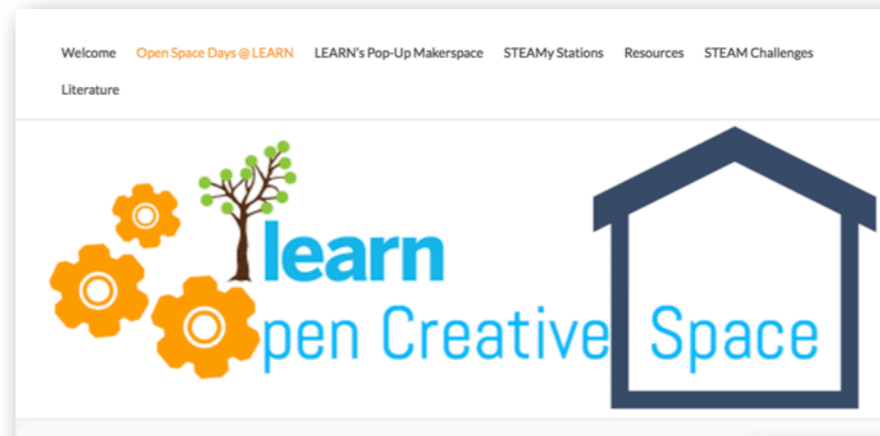 Welcome Open Space Days @ LEARN LEARN's Pop-Up Makerspace STEAMy Stations Resources STEAM Challenges
Literature
learn
pen Creative Space